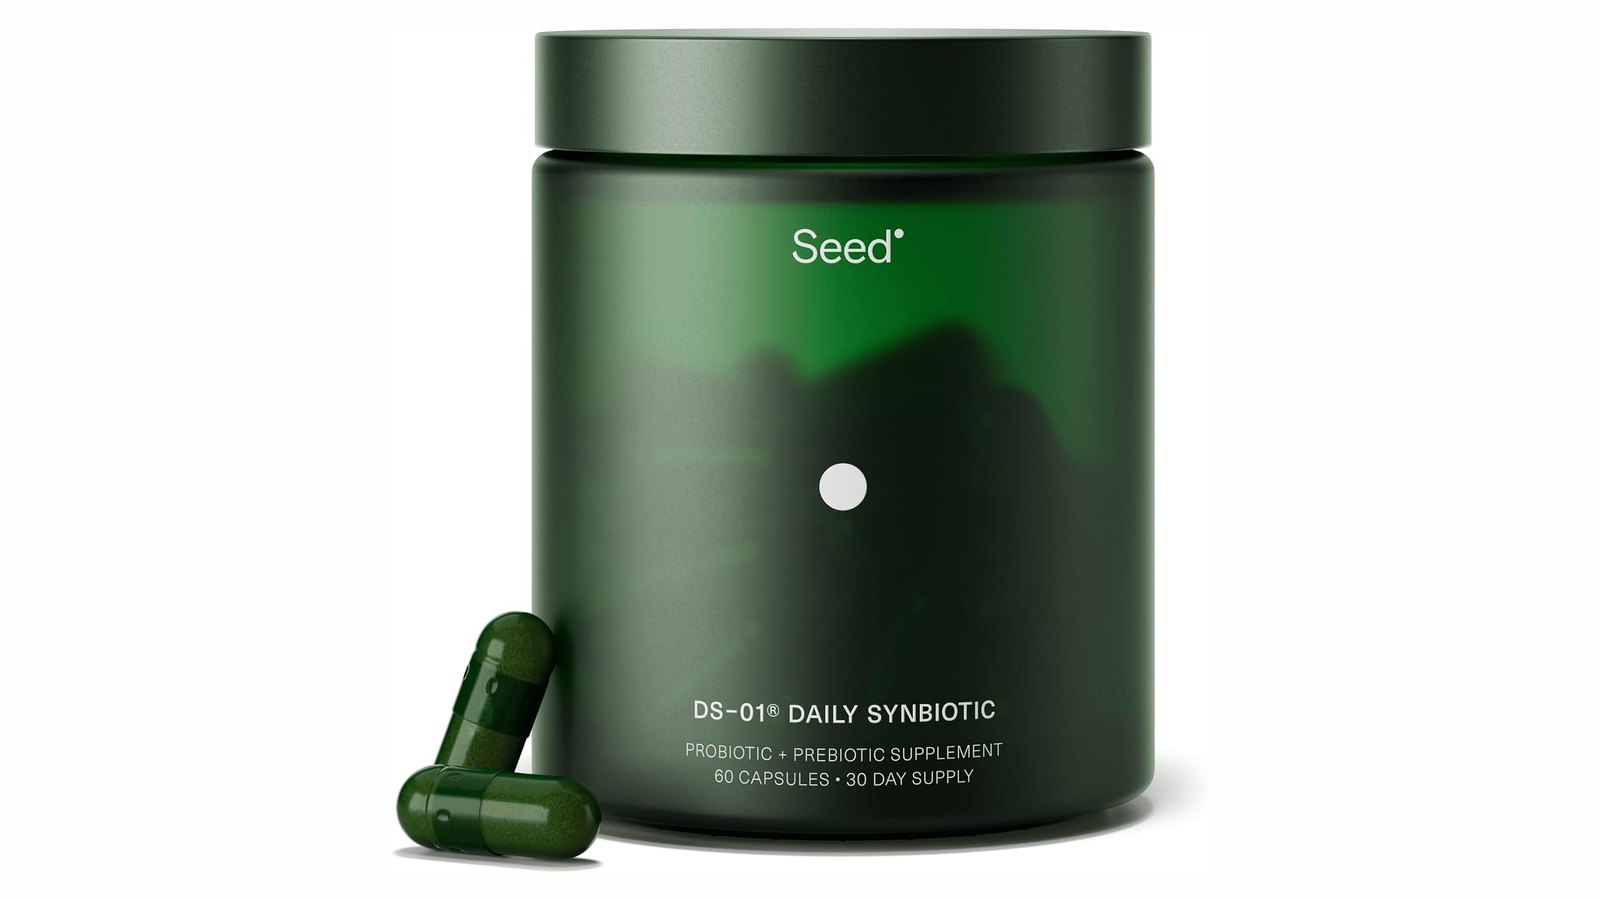 Seed
DS-01® DAILY SYNBIOTIC
PROBIOTIC + PREBIOTIC SUPPLEMENT
60 CAPSULES • 30 DAY SUPPLY